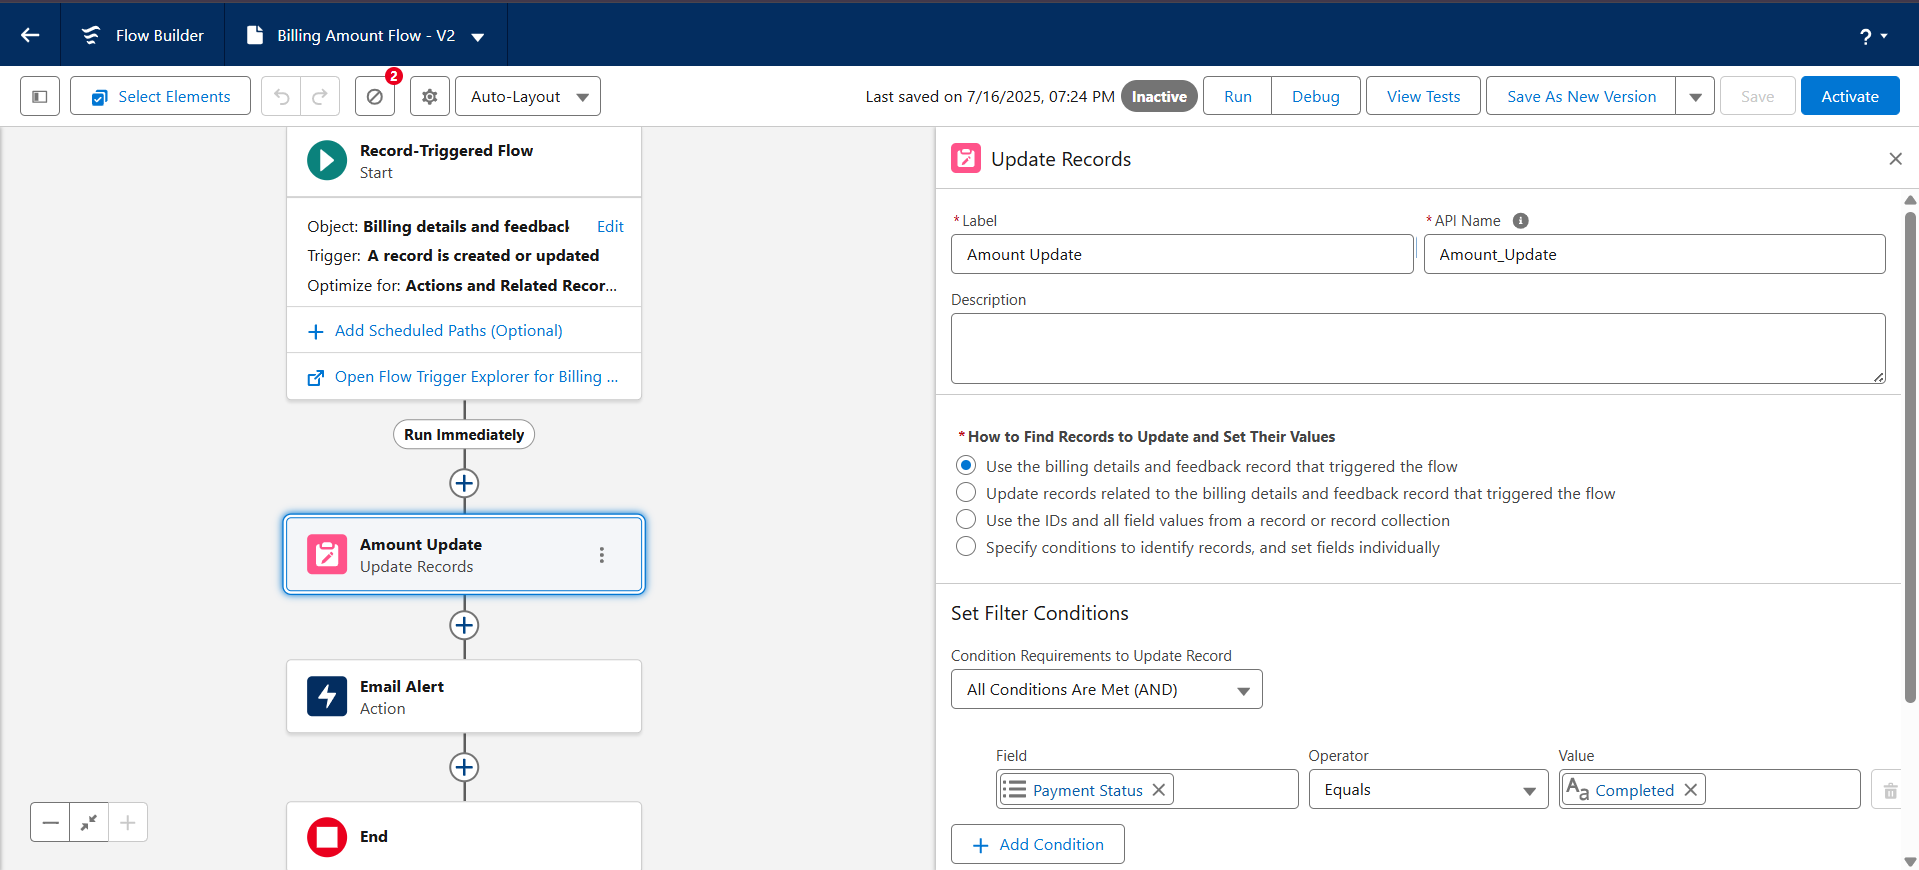 Flow Builder
Billing Amount Flow - V2
?
Select Elements
2
Auto-Layout
Last saved on 7/16/2025, 07:24 PM
Inactive
Run
Debug
View Tests
Save As New Version
Save
Activate
Record-Triggered Flow
Start
Object: Billing details and feedback
Edit
Trigger: A record is created or updated
Optimize for: Actions and Related Recor...
Add Scheduled Paths (Optional)
Open Flow Trigger Explorer for Billing ...
Run Immediately
Amount Update
Update Records
Email Alert
Action
End
Update Records
* Label
Amount Update
* API Name
Amount_Update
Description
* How to Find Records to Update and Set Their Values
Use the billing details and feedback record that triggered the flow
Update records related to the billing details and feedback record that triggered the flow
Use the IDs and all field values from a record or record collection
Specify conditions to identify records, and set fields individually
Set Filter Conditions
Condition Requirements to Update Record
All Conditions Are Met (AND)
Field
Operator
Value
Payment Status
Equals
Aa Completed
Add Condition